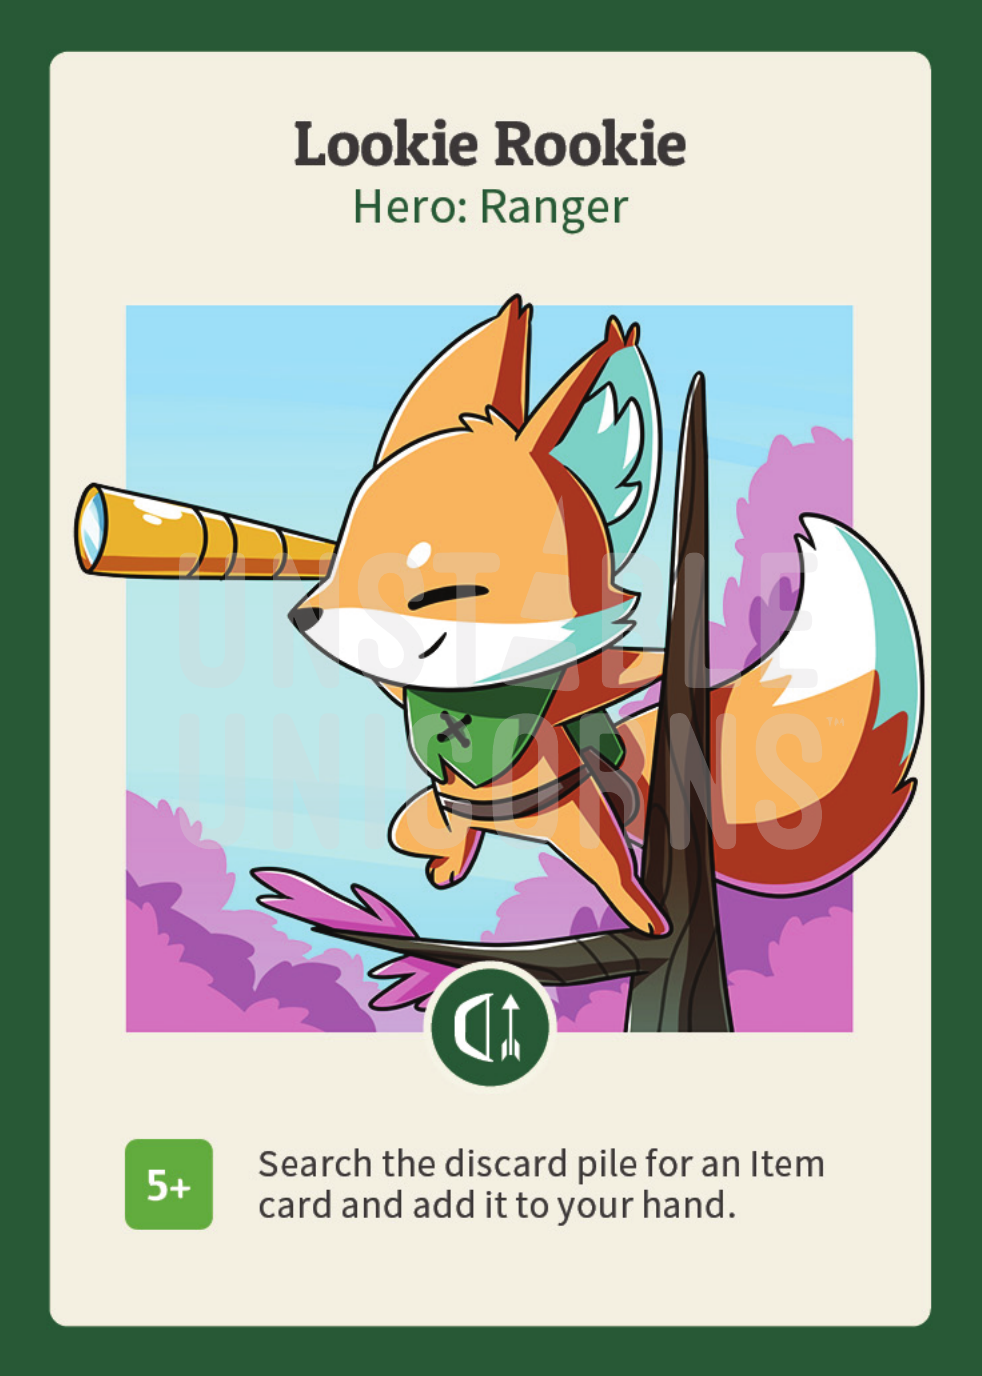 Lookie Rookie
Hero: Ranger
UNSTABLE
UNICORNS™
5+
Search the discard pile for an Item
card and add it to your hand.